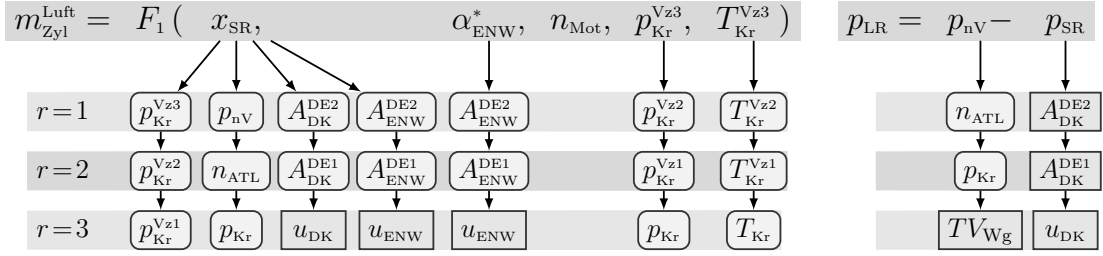 m_Zyl^Luft = F_1 ( x_SR, α_ENW^*, n_Mot, p_Kr^Vz3, T_Kr^Vz3 ) p_LR = p_nV − p_SR
r=1 p_Kr^Vz3 p_nV A_DK^DE2 A_ENW^DE2 A_ENW^DE2 p_Kr^Vz2 T_Kr^Vz2 n_ATL A_DK^DE2
r=2 p_Kr^Vz2 n_ATL A_DK^DE1 A_ENW^DE1 A_ENW^DE1 p_Kr^Vz1 T_Kr^Vz1 p_Kr A_DK^DE1
r=3 p_Kr^Vz1 p_Kr u_DK u_ENW u_ENW p_Kr T_Kr TV_Wg u_DK